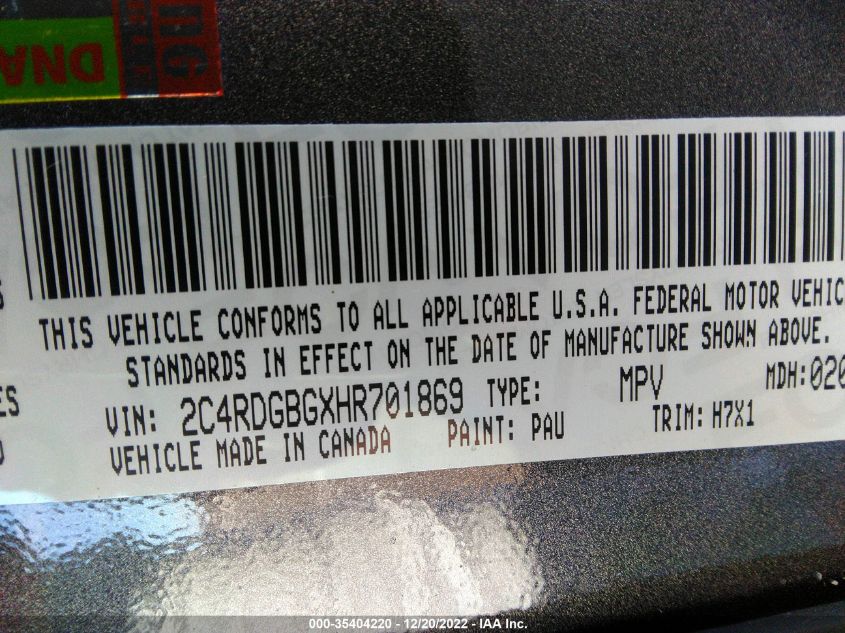 NG
DNA
THIS VEHICLE CONFORMS TO ALL APPLICABLE U.S.A. FEDERAL MOTOR VEHIC
STANDARDS IN EFFECT ON THE DATE OF MANUFACTURE SHOWN ABOVE.
VIN: 2C4RDGBGXHR701869 TYPE: MPV MDH:020
VEHICLE MADE IN CANADA PAINT: PAU TRIM: H7X1
000-35404220 - 12/20/2022 - IAA Inc.